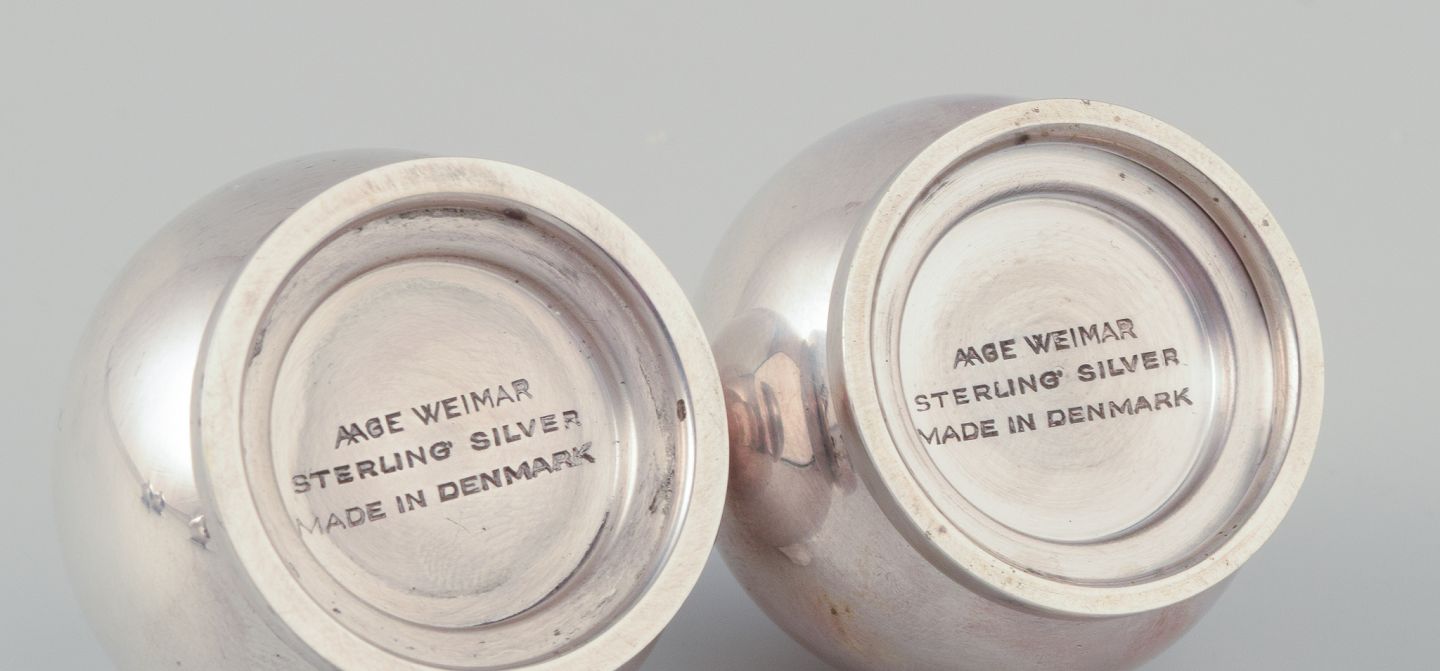 AAGE WEIMAR
STERLING SILVER
MADE IN DENMARK
AAGE WEIMAR
STERLING SILVER
MADE IN DENMARK